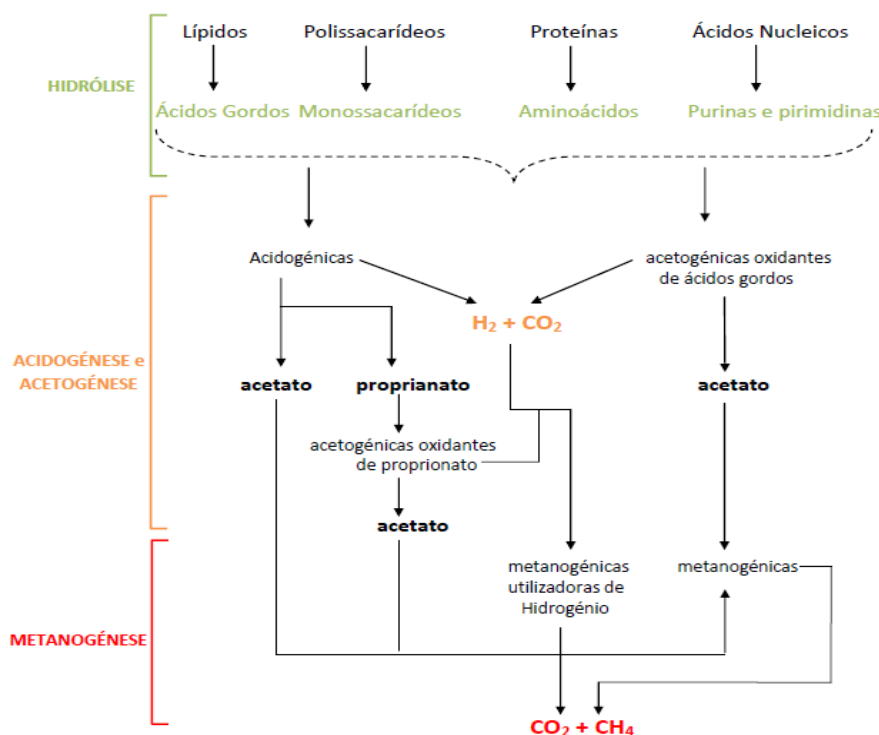 Lípidos
Polissacarídeos
Proteínas
Ácidos Nucleicos
HIDRÓLISE
Ácidos Gordos
Monossacarídeos
Aminoácidos
Purinas e pirimidinas
Acidogénicas
acetogénicas oxidantes
de ácidos gordos
H₂ + CO₂
ACIDOGÉNESE e
ACETOGÉNESE
acetato
proprianato
acetato
acetogénicas oxidantes
de proprionato
acetato
metanogénicas
utilizadoras de
Hidrogénio
metanogénicas
METANOGÉNESE
CO₂ + CH₄